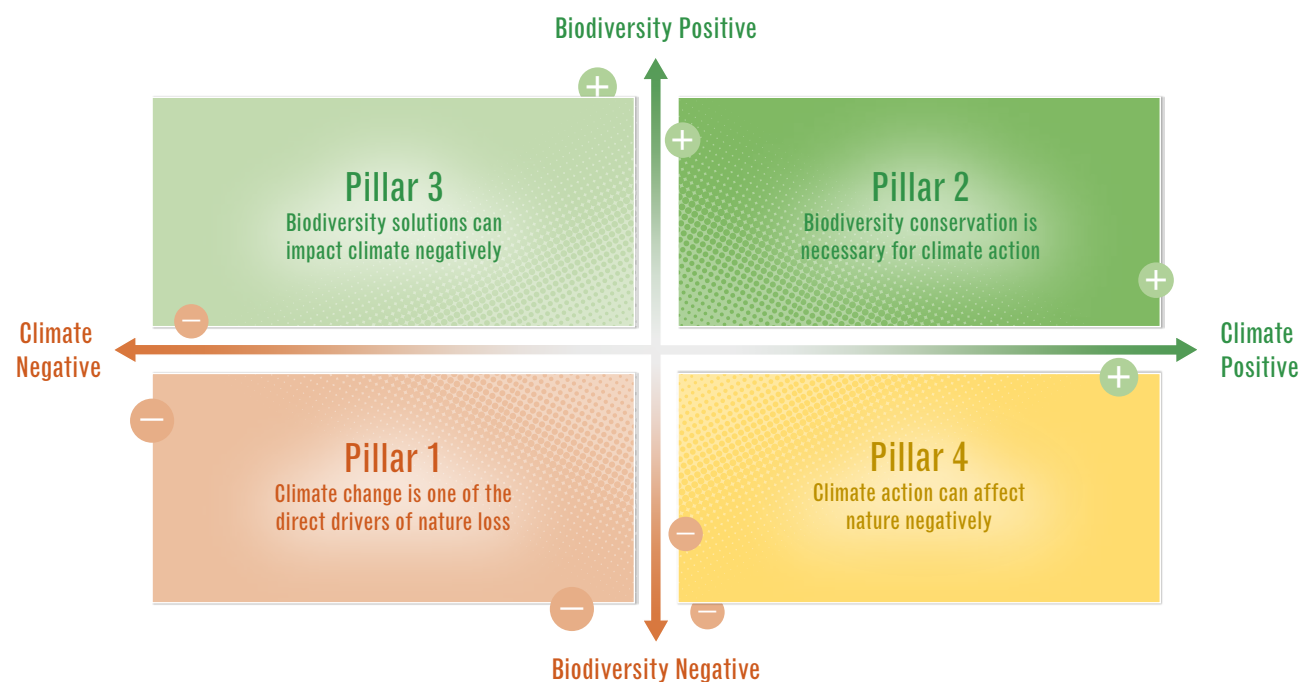 Biodiversity Positive
Pillar 3
Biodiversity solutions can
impact climate negatively
Pillar 2
Biodiversity conservation is
necessary for climate action
Climate
Negative
Climate
Positive
Pillar 1
Climate change is one of the
direct drivers of nature loss
Pillar 4
Climate action can affect
nature negatively
Biodiversity Negative